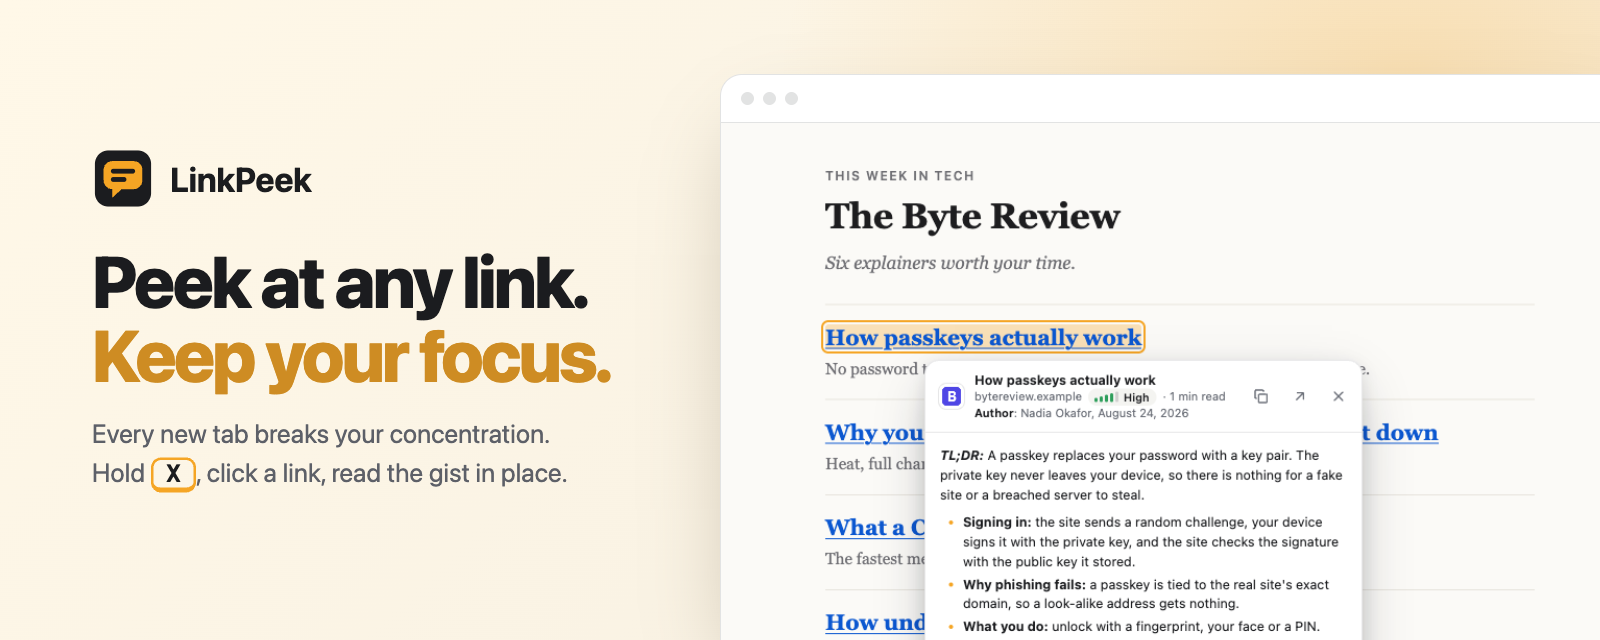 LinkPeek
Peek at any link.
Keep your focus.
Every new tab breaks your concentration.
Hold X, click a link, read the gist in place.
THIS WEEK IN TECH
The Byte Review
Six explainers worth your time.
How passkeys actually work
No password
e.
B
How passkeys actually work
bytereview.example High · 1 min read
Author: Nadia Okafor, August 24, 2026
TL;DR: A passkey replaces your password with a key pair. The
private key never leaves your device, so there is nothing for a fake
site or a breached server to steal.
• Signing in: the site sends a random challenge, your device
signs it with the private key, and the site checks the signature
with the public key it stored.
• Why phishing fails: a passkey is tied to the real site's exact
domain, so a look-alike address gets nothing.
• What you do: unlock with a fingerprint, your face or a PIN.
Why you
t down
Heat, full char
What a C
The fastest me
How und